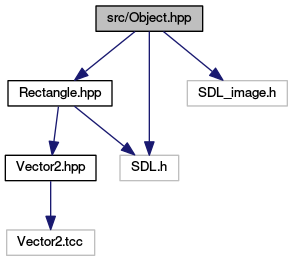 src/Object.hpp
Rectangle.hpp
SDL_image.h
Vector2.hpp
SDL.h
Vector2.tcc